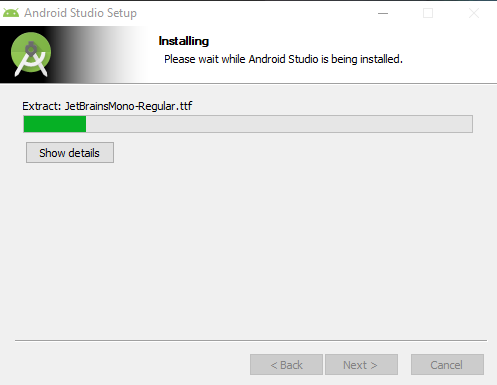 Android Studio Setup
Installing
Please wait while Android Studio is being installed.
Extract: JetBrainsMono-Regular.ttf
Show details
< Back
Next >
Cancel